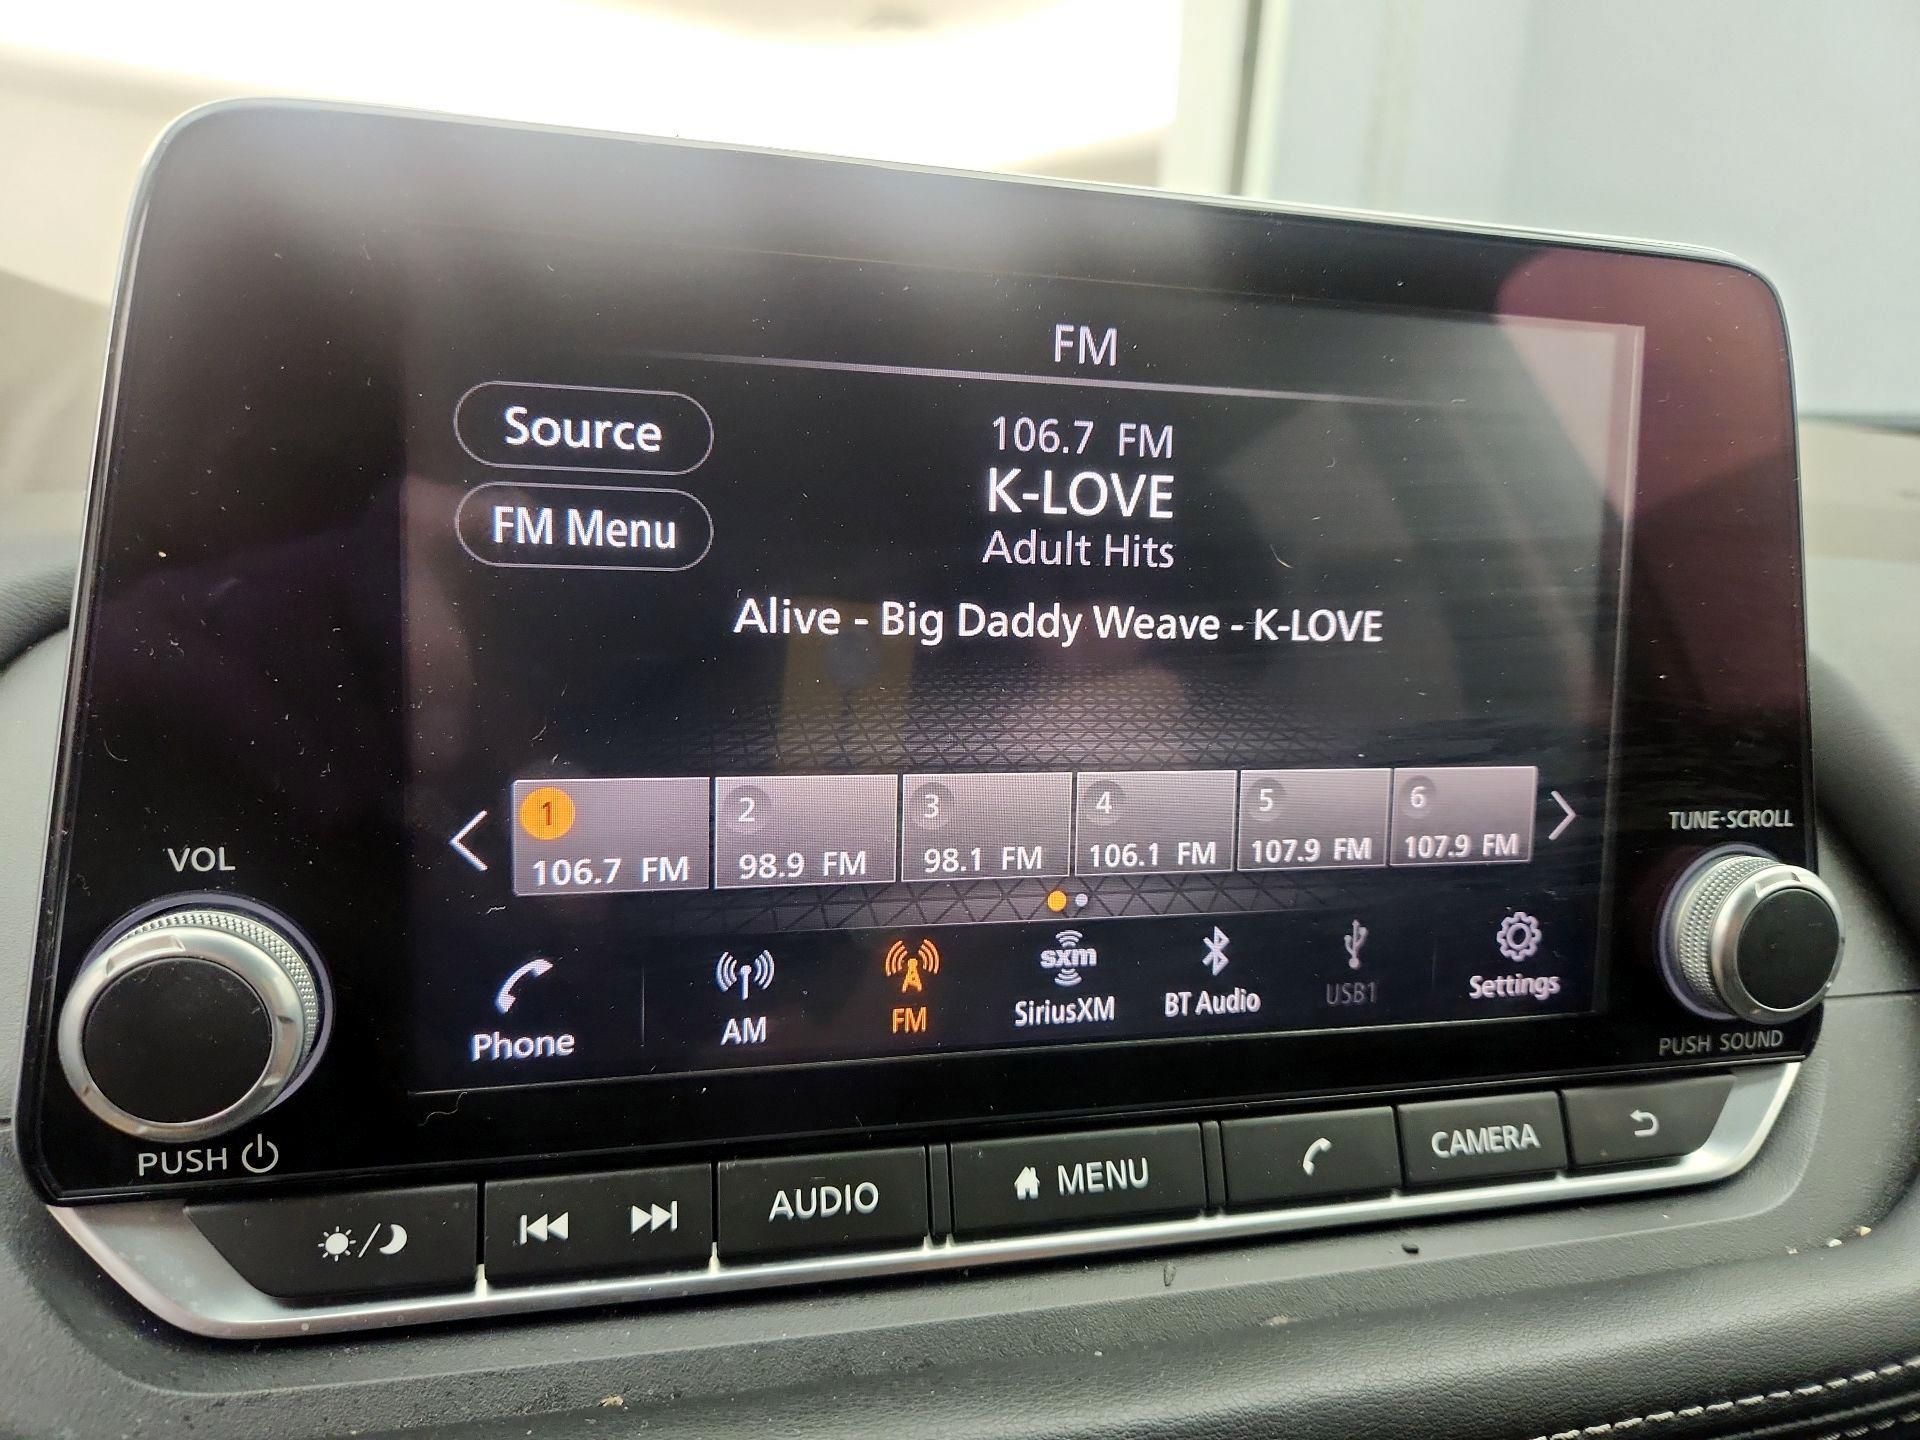 FM
Source
106.7 FM
K-LOVE
FM Menu
Adult Hits
Alive - Big Daddy Weave - K-LOVE
1 2 3 4 5 6
106.7 FM 98.9 FM 98.1 FM 106.1 FM 107.9 FM 107.9 FM
VOL
TUNE·SCROLL
sxm
Phone AM FM SiriusXM BT Audio USB1 Settings
PUSH
PUSH SOUND
AUDIO MENU CAMERA